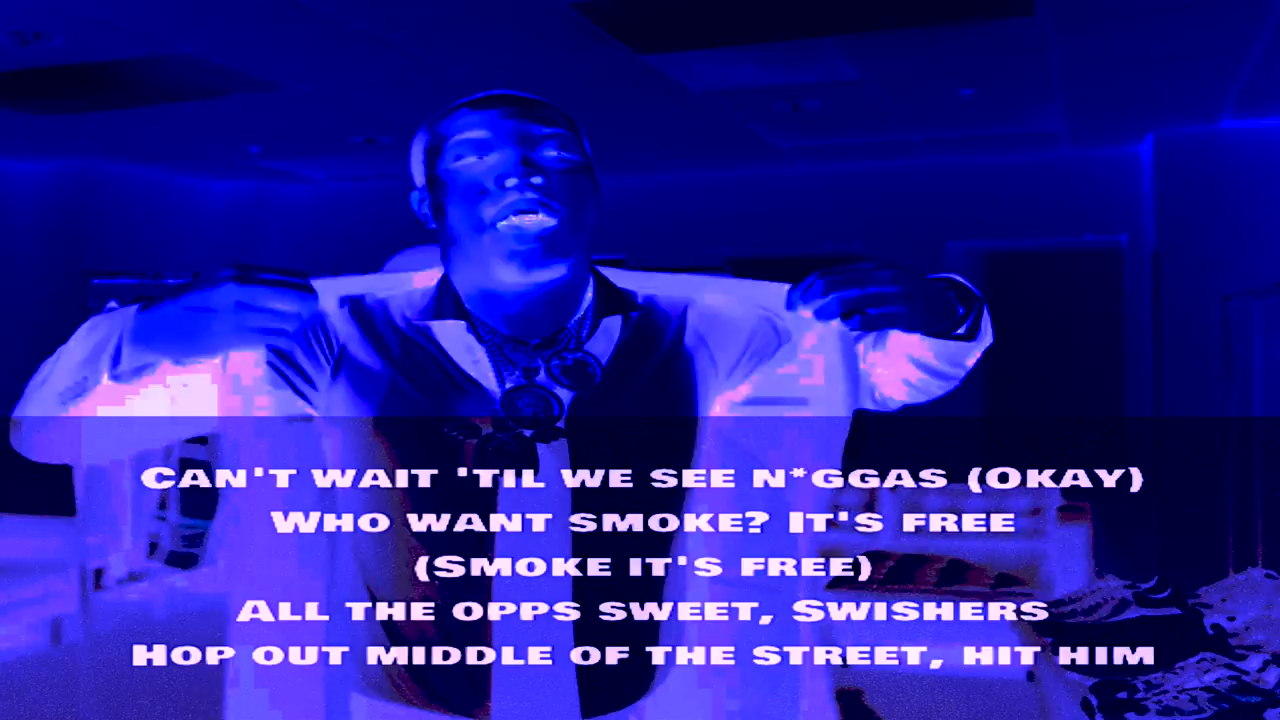 Can't wait 'til we see n*ggas (Okay)
Who want smoke? It's free
(Smoke it's free)
All the opps sweet, Swishers
Hop out middle of the street, hit him